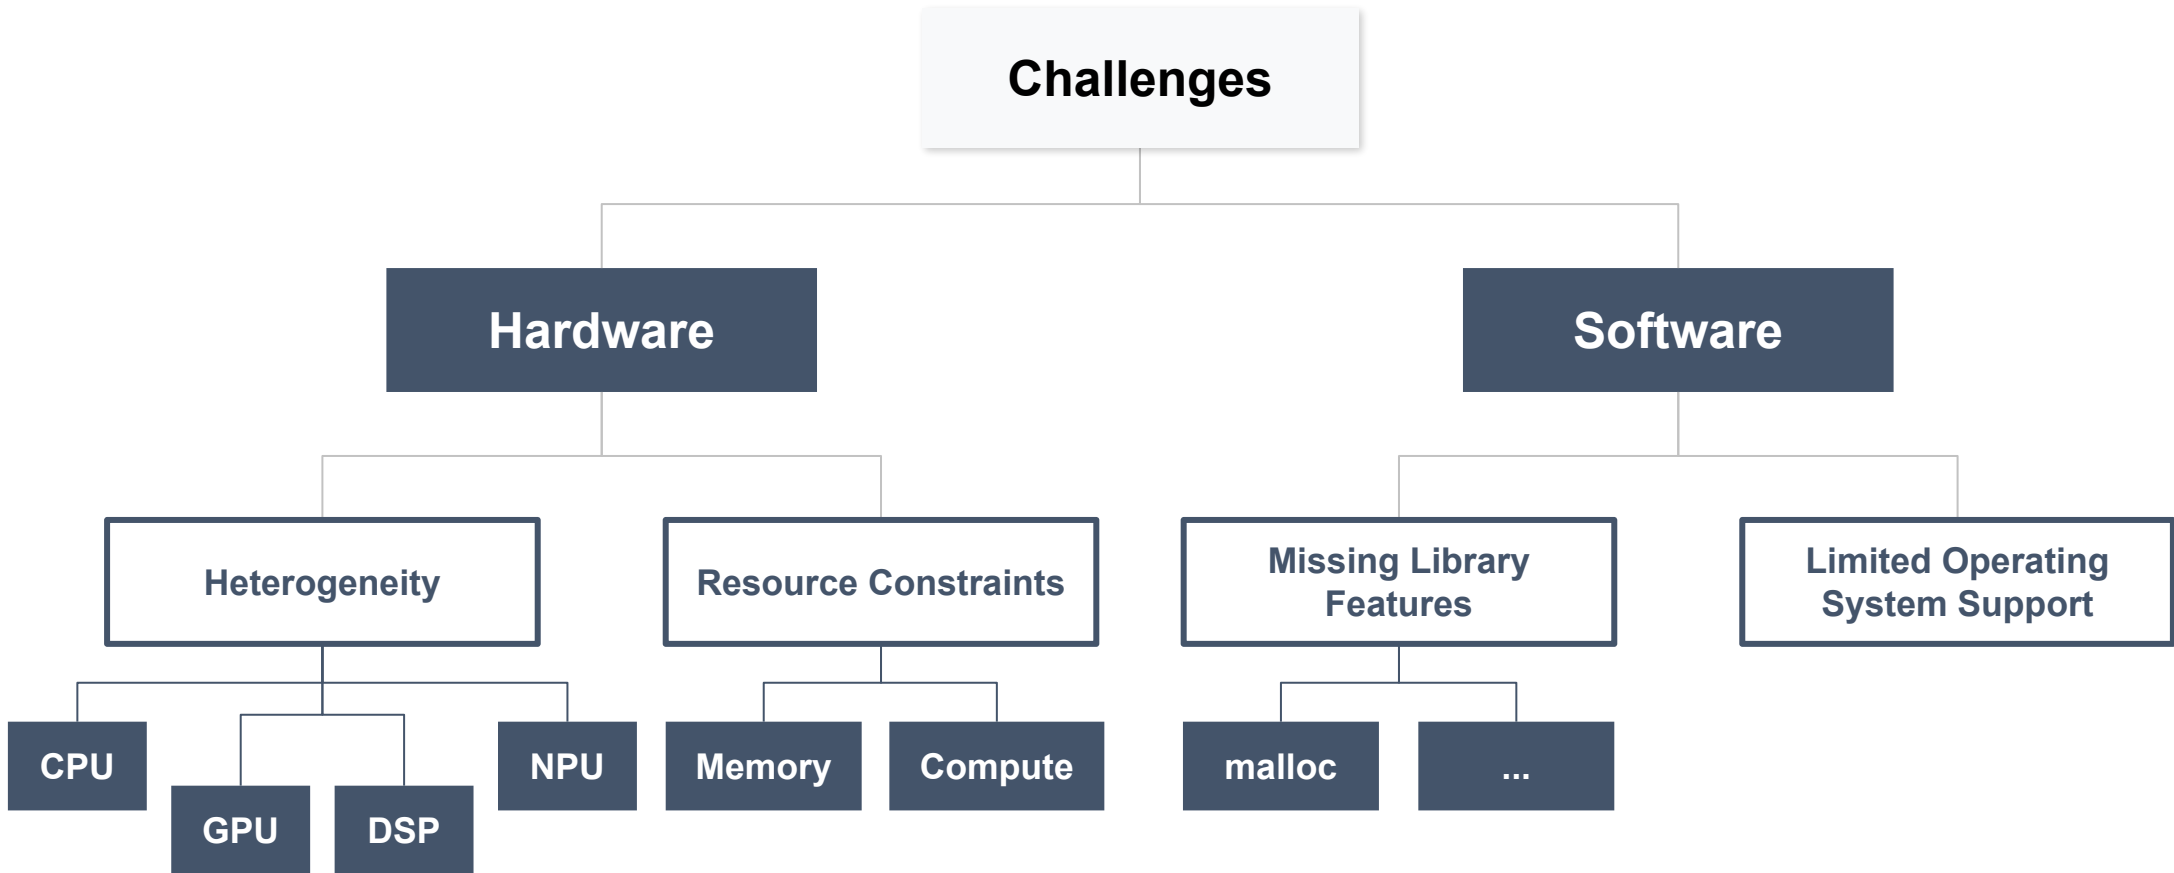 Challenges
Hardware
Software
Heterogeneity
Resource Constraints
Missing Library
Features
Limited Operating
System Support
CPU
GPU
DSP
NPU
Memory
Compute
malloc
...